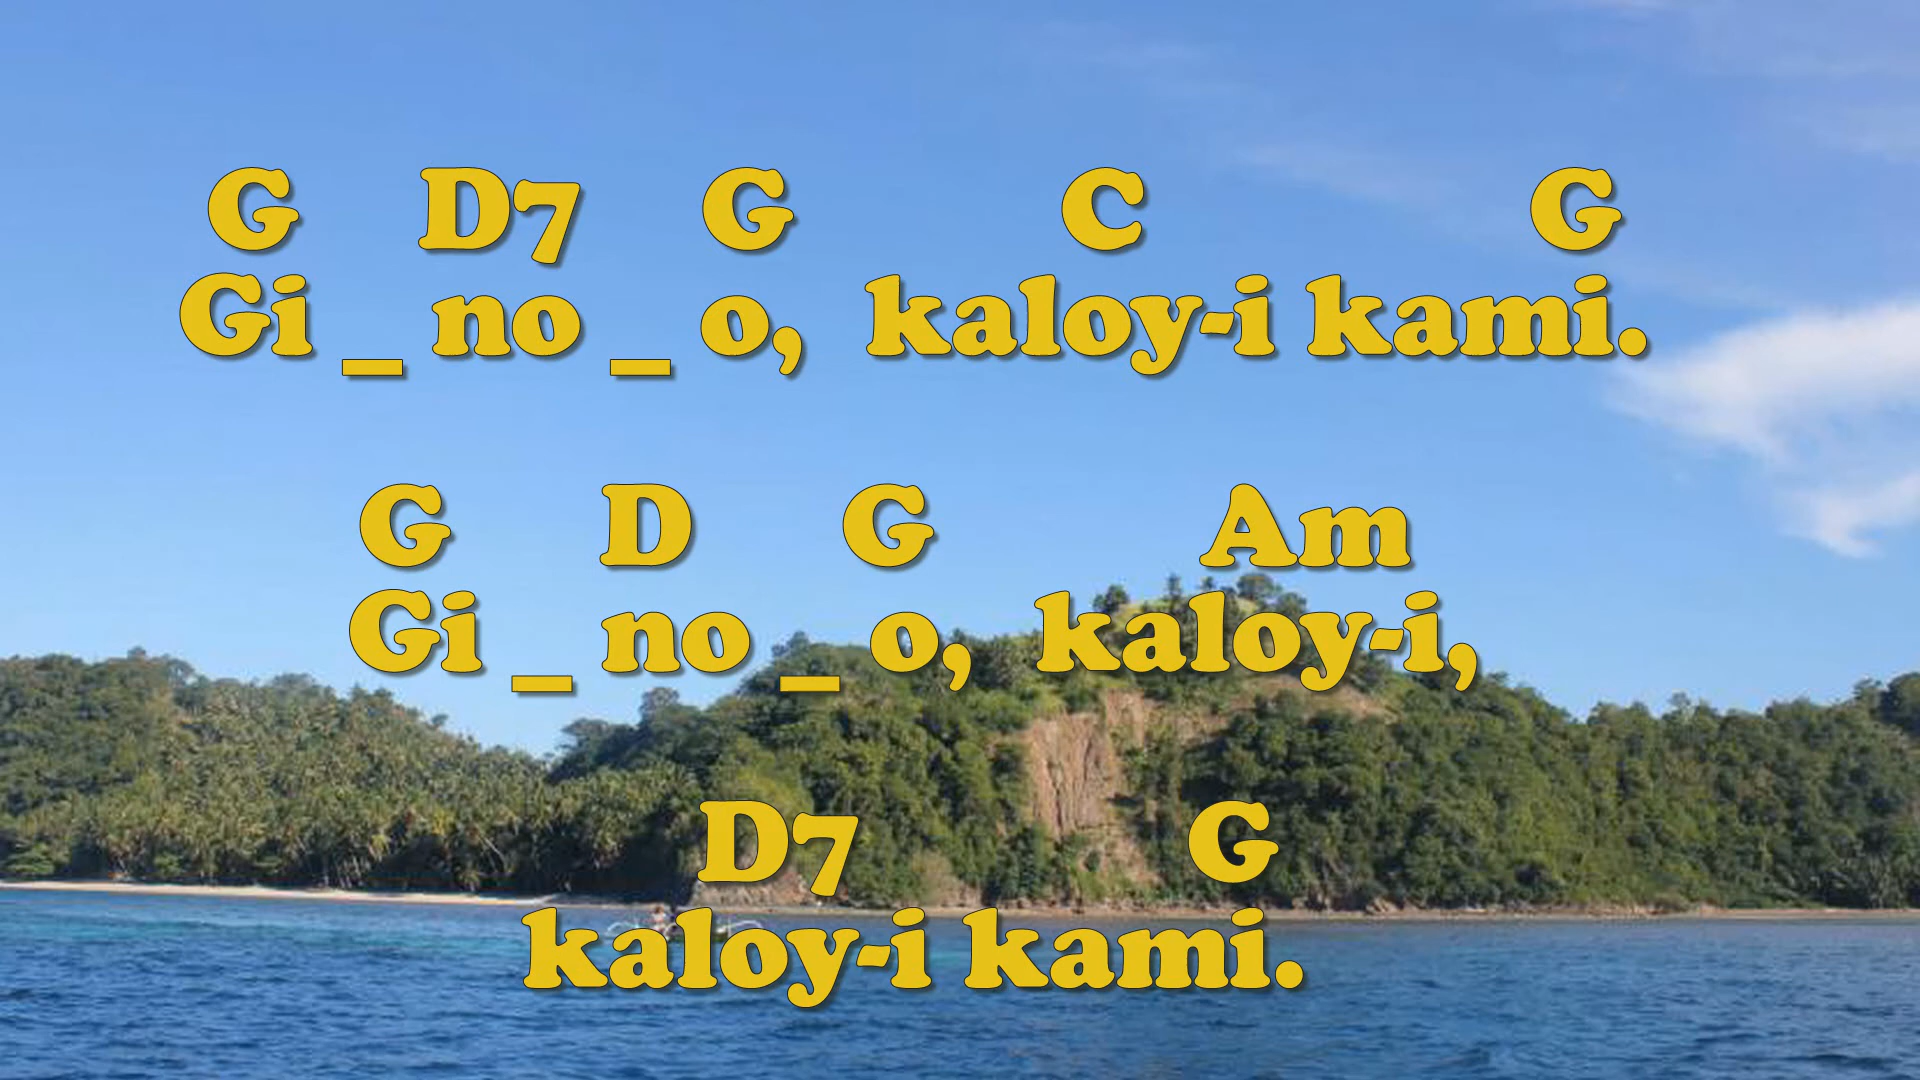 G D7 G C G
Gi _ no _ o, kaloy-i kami.
G D G Am
Gi _ no _ o, kaloy-i,
D7 G
kaloy-i kami.